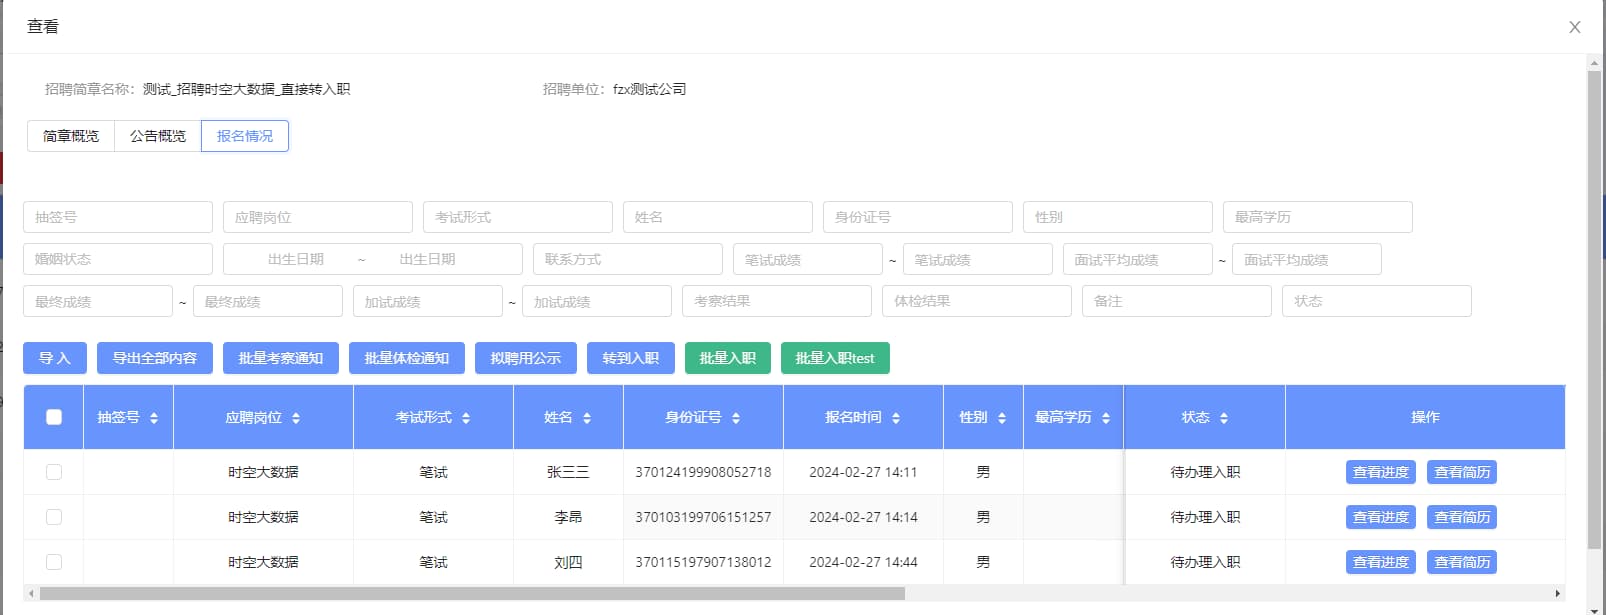 查看
招聘简章名称：测试_招聘时空大数据_直接转入职 招聘单位：fzx测试公司
简章概览 公告概览 报名情况
抽签号 应聘岗位 考试形式 姓名 身份证号 性别 最高学历
婚姻状态 出生日期 ~ 出生日期 联系方式 笔试成绩 ~ 笔试成绩 面试平均成绩 ~ 面试平均成绩
最终成绩 ~ 最终成绩 加试成绩 ~ 加试成绩 考察结果 体检结果 备注 状态
导 入 导出全部内容 批量考察通知 批量体检通知 拟聘用公示 转到入职 批量入职 批量入职test
抽签号 应聘岗位 考试形式 姓名 身份证号 报名时间 性别 最高学历 状态 操作
时空大数据 笔试 张三三 370124199908052718 2024-02-27 14:11 男 待办理入职 查看进度 查看简历
时空大数据 笔试 李昂 370103199706151257 2024-02-27 14:14 男 待办理入职 查看进度 查看简历
时空大数据 笔试 刘四 370115197907138012 2024-02-27 14:44 男 待办理入职 查看进度 查看简历